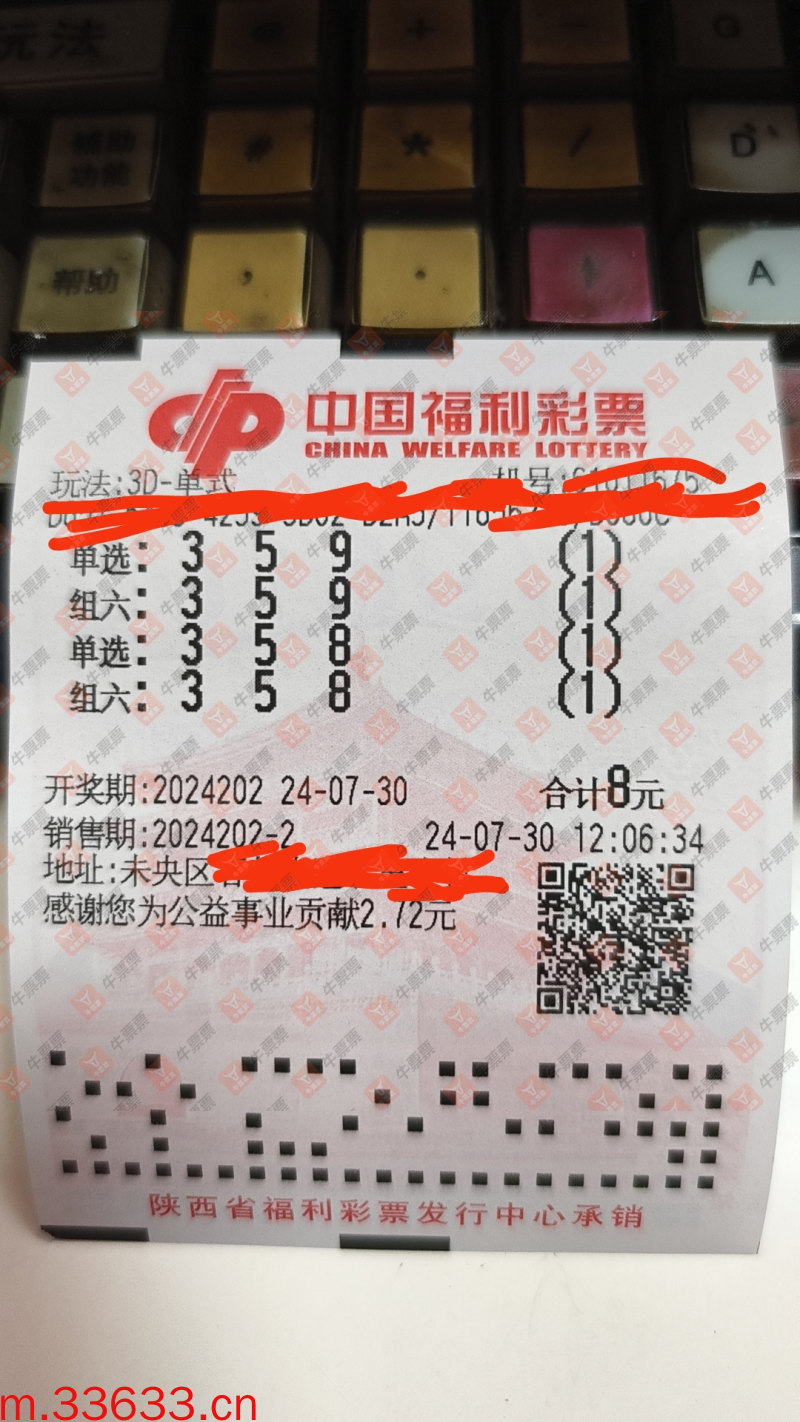 玩法
G
辅助
功能
#
*
/
D
帮助
,
.
A
中国福利彩票
CHINA WELFARE LOTTERY
玩法:3D-单式
机号:
单选: 3 5 9 (1)
组六: 3 5 9 (1)
单选: 3 5 8 (1)
组六: 3 5 8 (1)
开奖期:2024202 24-07-30 合计8元
销售期:2024202-2 24-07-30 12:06:34
地址:未央区
感谢您为公益事业贡献2.72元
陕西省福利彩票发行中心承销
牛票票
m.33633.cn